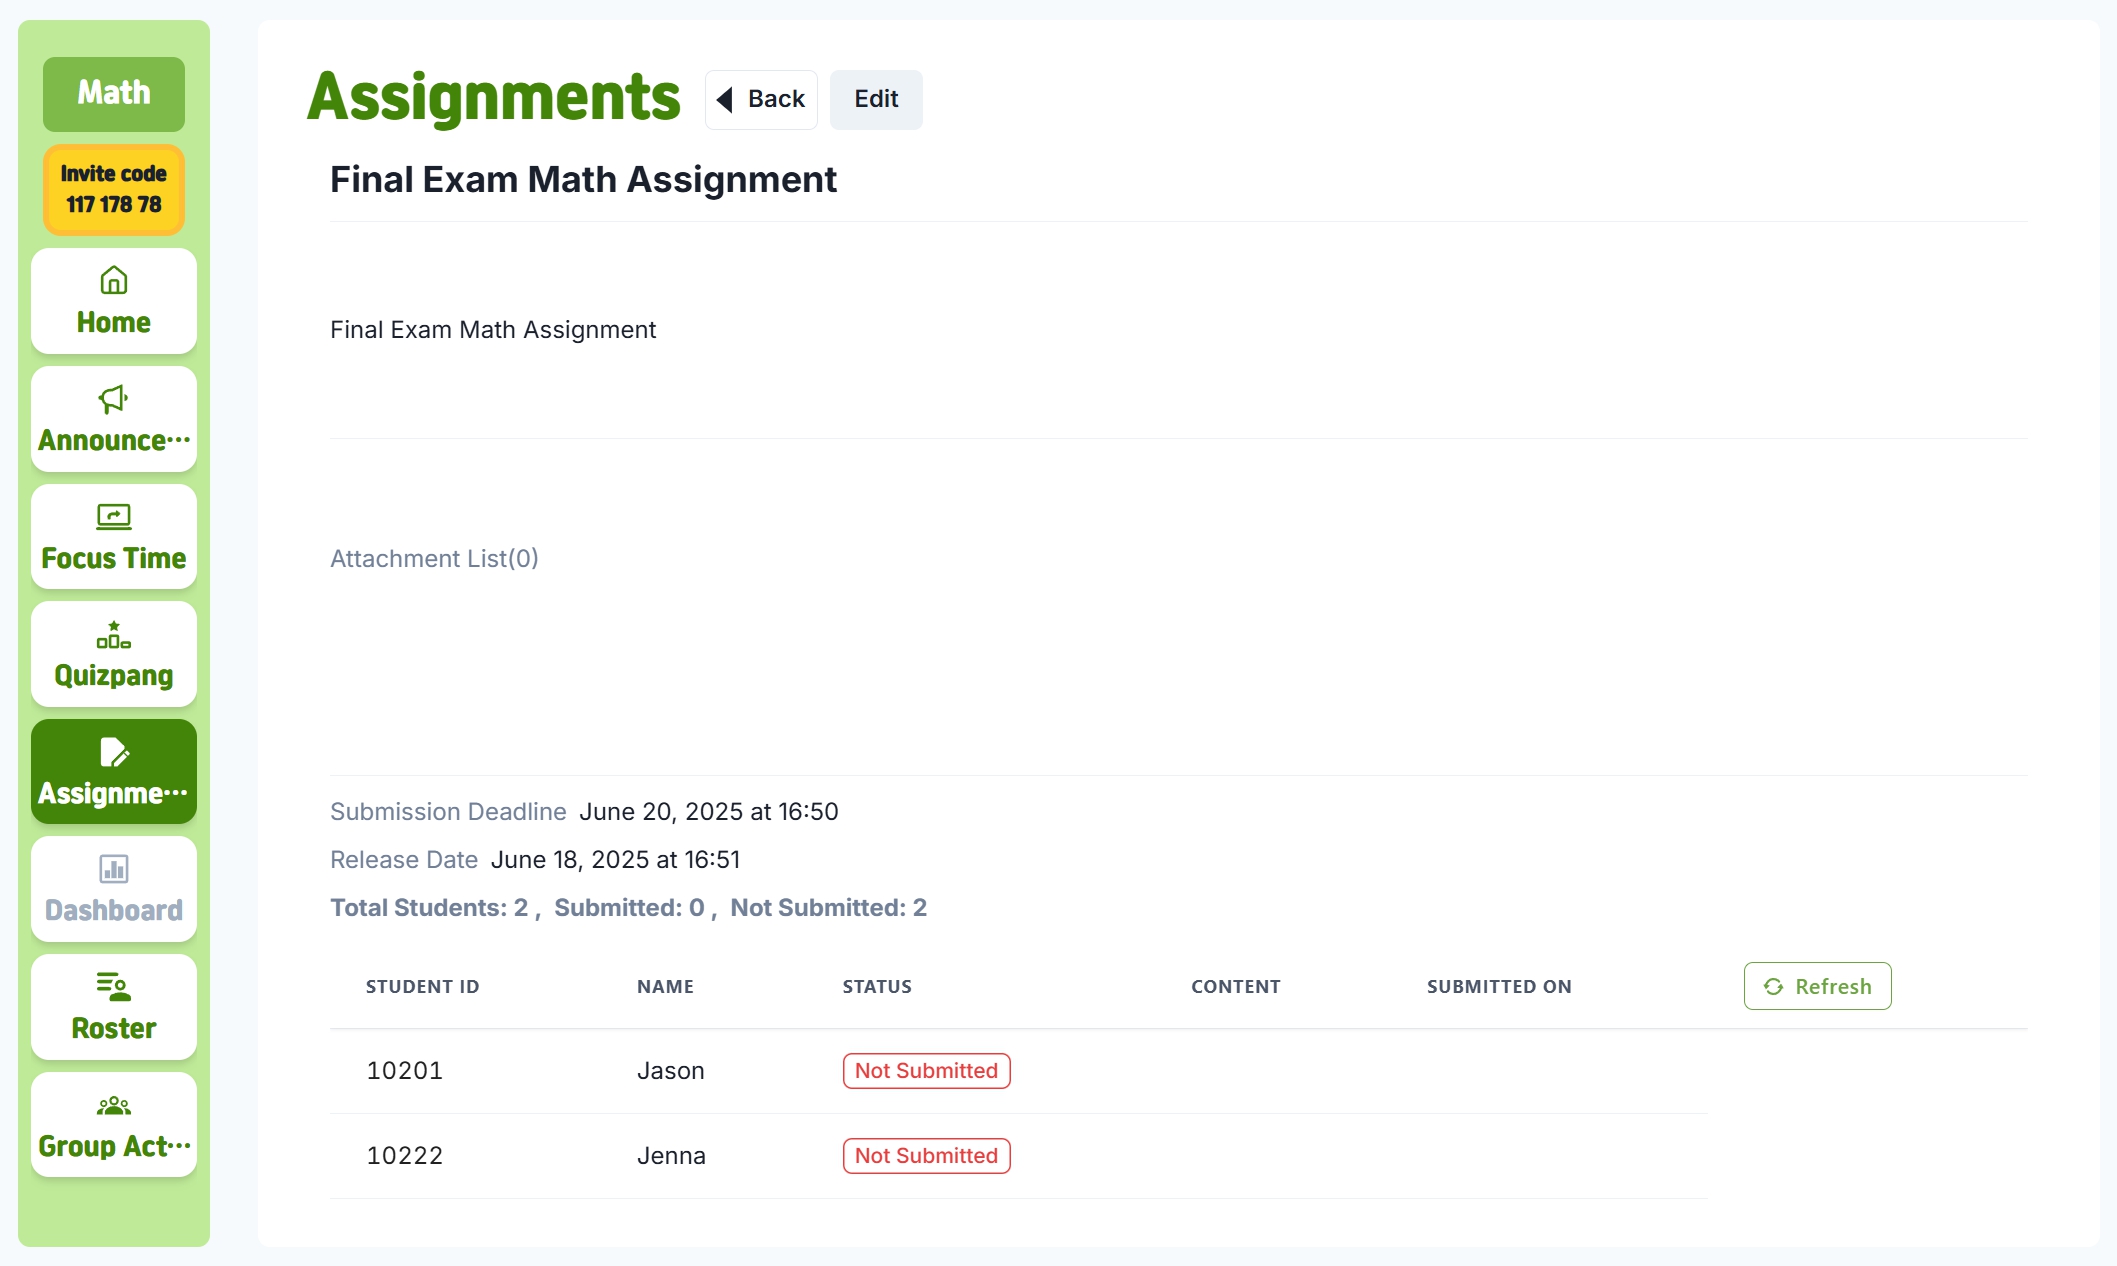 Math
Invite code
117 178 78
Home
Announce···
Focus Time
Quizpang
Assignme···
Dashboard
Roster
Group Act···
Assignments
Back
Edit
Final Exam Math Assignment
Final Exam Math Assignment
Attachment List(0)
Submission Deadline June 20, 2025 at 16:50
Release Date June 18, 2025 at 16:51
Total Students: 2 , Submitted: 0 , Not Submitted: 2
STUDENT ID NAME STATUS CONTENT SUBMITTED ON Refresh
10201 Jason Not Submitted
10222 Jenna Not Submitted